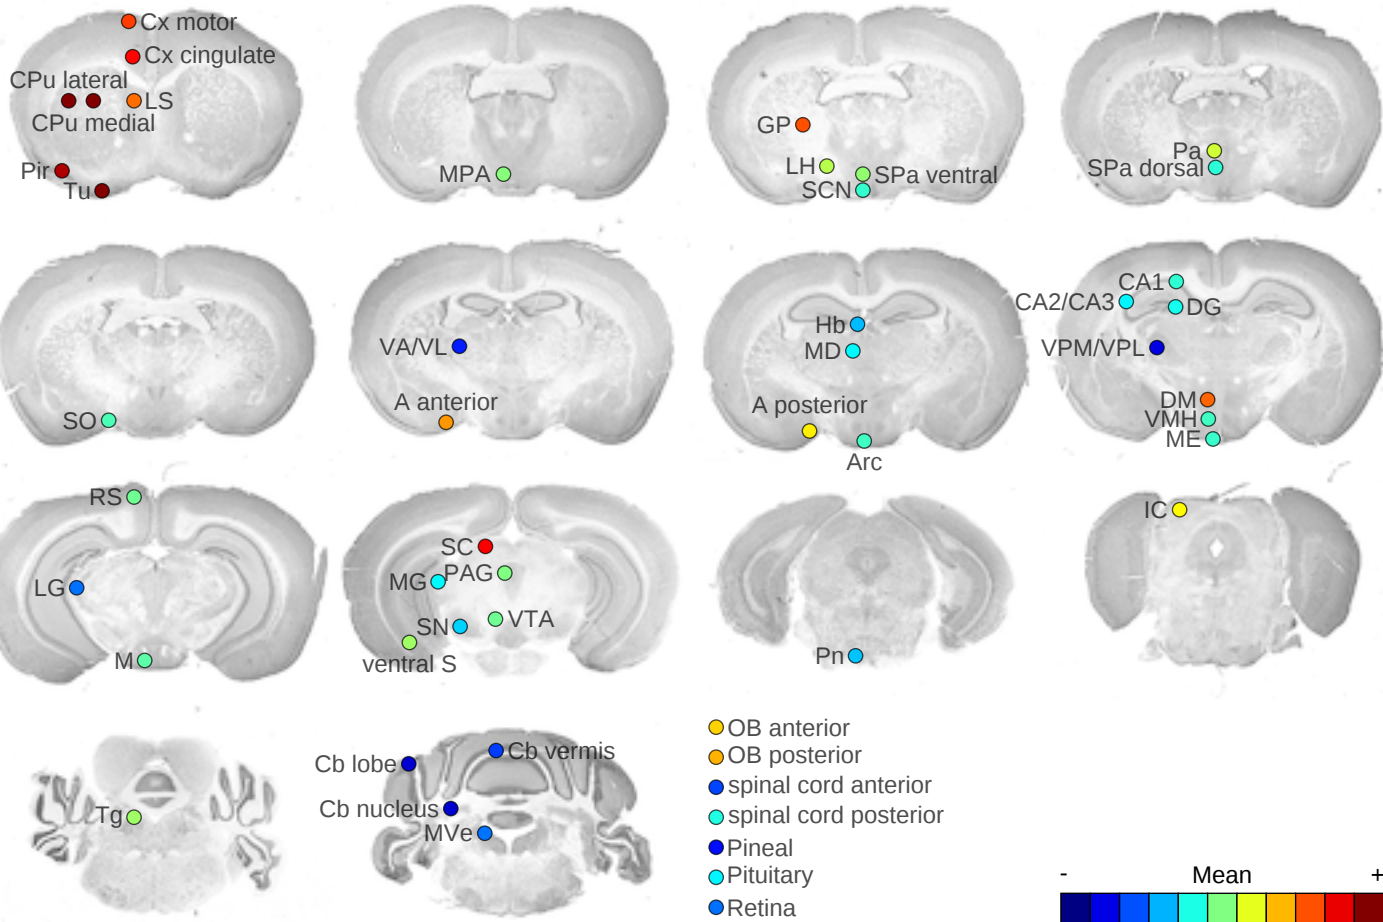 Cx motor
Cx cingulate
CPu lateral
LS
CPu medial
Pir
Tu
MPA
GP
LH
SPa ventral
SCN
Pa
SPa dorsal
SO
VA/VL
A anterior
Hb
MD
A posterior
Arc
CA1
CA2/CA3
DG
VPM/VPL
DM
VMH
ME
RS
LG
M
SC
MG
PAG
SN
VTA
ventral S
Pn
IC
Tg
Cb lobe
Cb vermis
Cb nucleus
MVe
OB anterior
OB posterior
spinal cord anterior
spinal cord posterior
Pineal
Pituitary
Retina
- Mean +